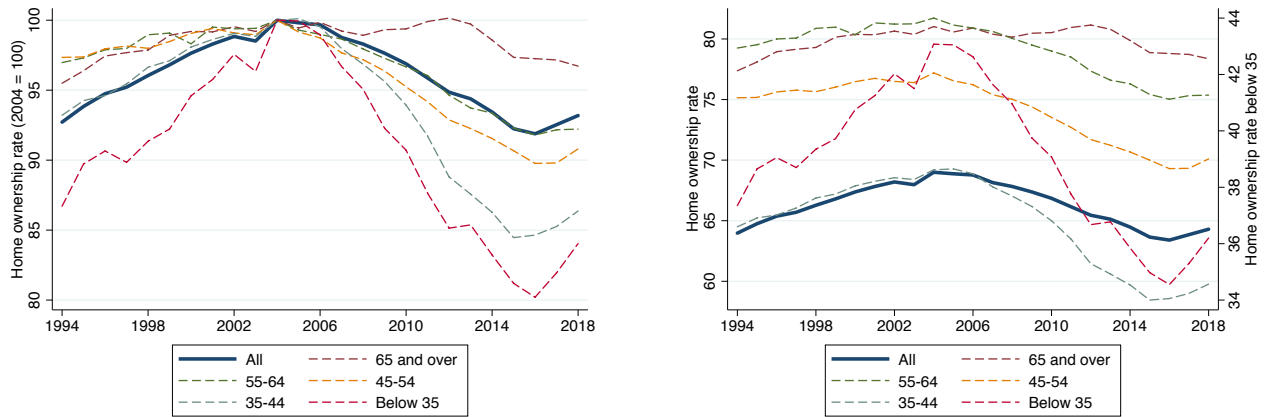 Home ownership rate (2004 = 100)
100
95
90
85
80
1994 1998 2002 2006 2010 2014 2018
All 65 and over
55-64 45-54
35-44 Below 35
Home ownership rate
80
75
70
65
60
Home ownership rate below 35
44
42
40
38
36
34
1994 1998 2002 2006 2010 2014 2018
All 65 and over
55-64 45-54
35-44 Below 35